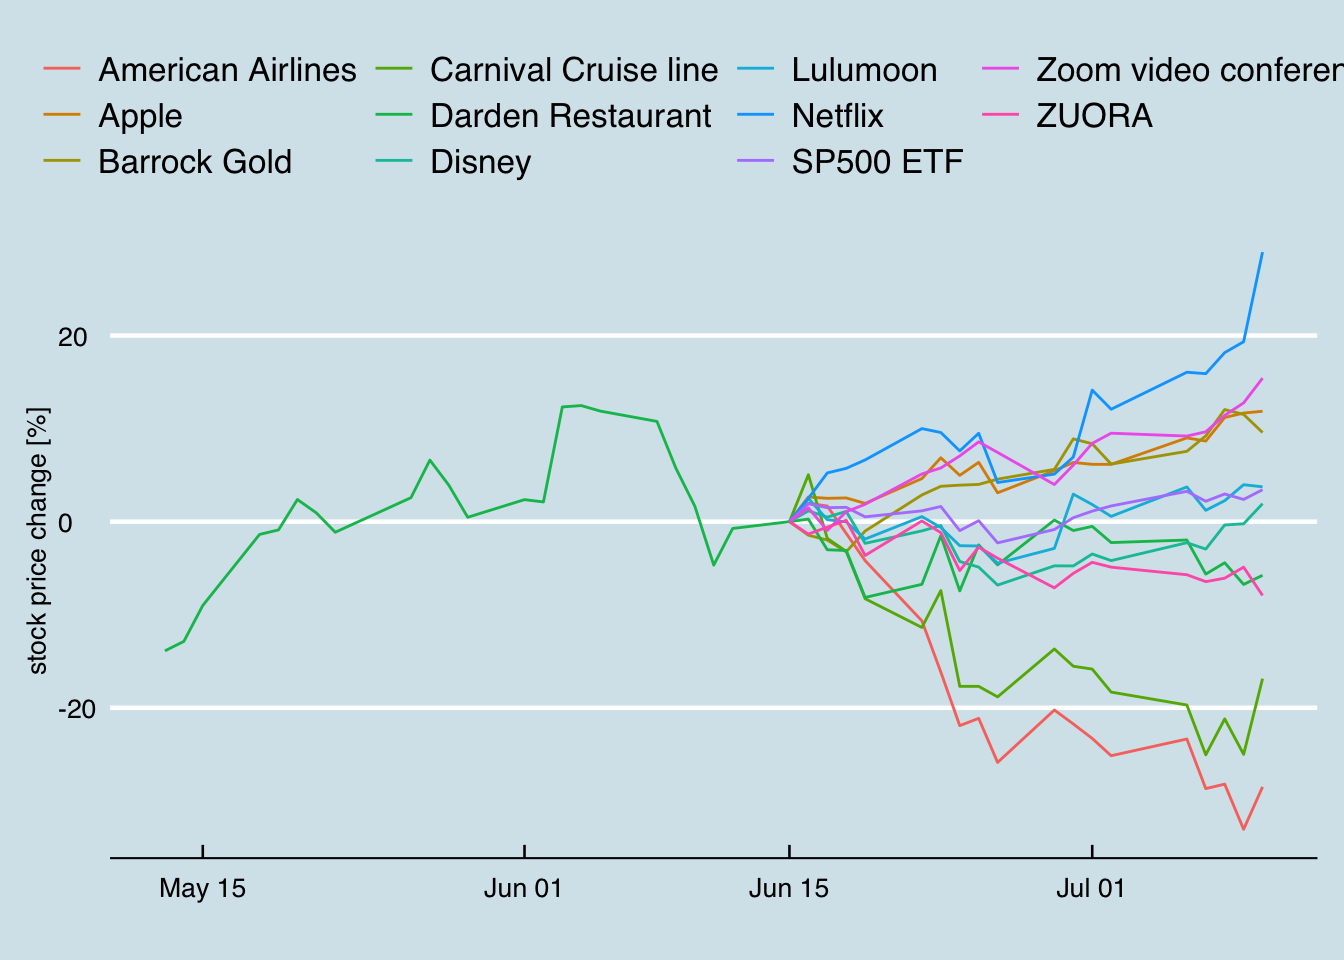 American Airlines Carnival Cruise line Lulumoon Zoom video conferen
Apple Darden Restaurant Netflix ZUORA
Barrock Gold Disney SP500 ETF
20
0
-20
stock price change [%]
May 15 Jun 01 Jun 15 Jul 01